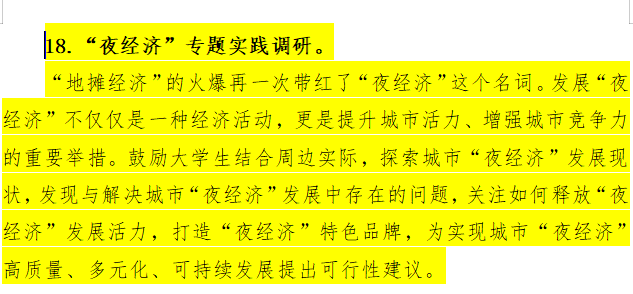 18. “夜经济”专题实践调研。
“地摊经济”的火爆再一次带红了“夜经济”这个名词。发展“夜
经济”不仅仅是一种经济活动，更是提升城市活力、增强城市竞争力
的重要举措。鼓励大学生结合周边实际，探索城市“夜经济”发展现
状，发现与解决城市“夜经济”发展中存在的问题，关注如何释放“夜
经济”发展活力，打造“夜经济”特色品牌，为实现城市“夜经济”
高质量、多元化、可持续发展提出可行性建议。